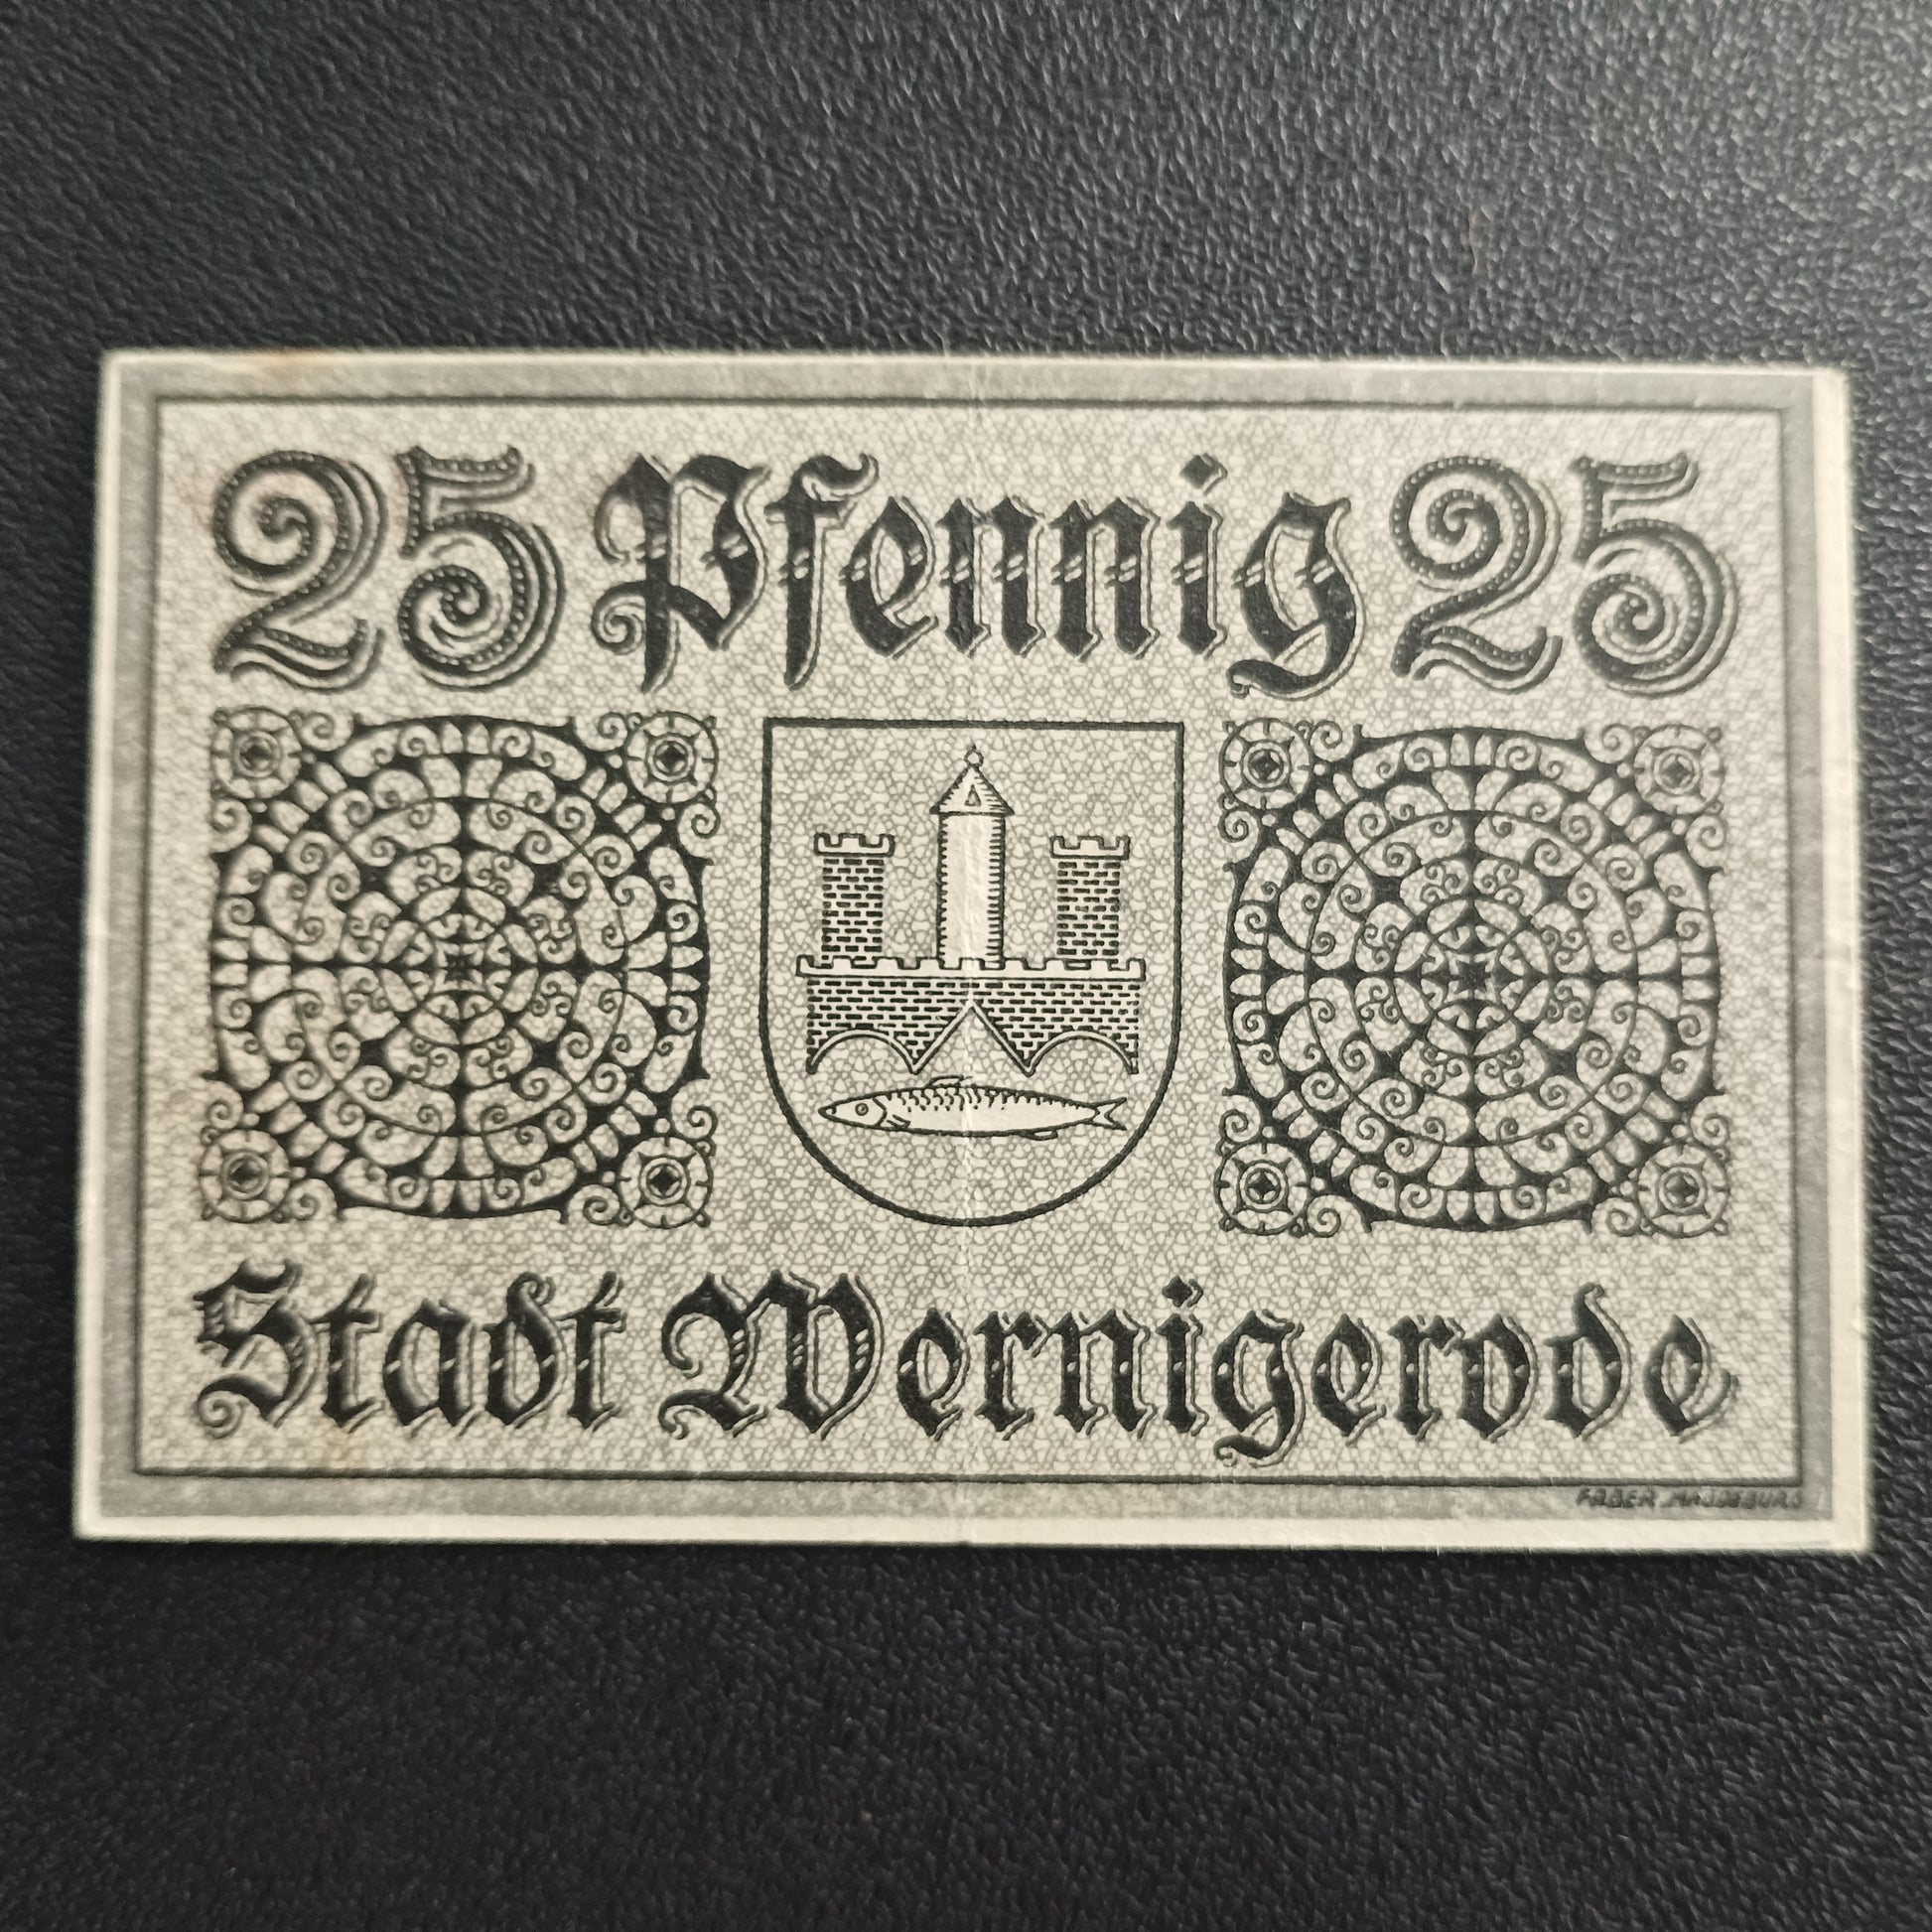 25 Pfennig 25
Stadt Wernigerode
FABER MAGDEBURG